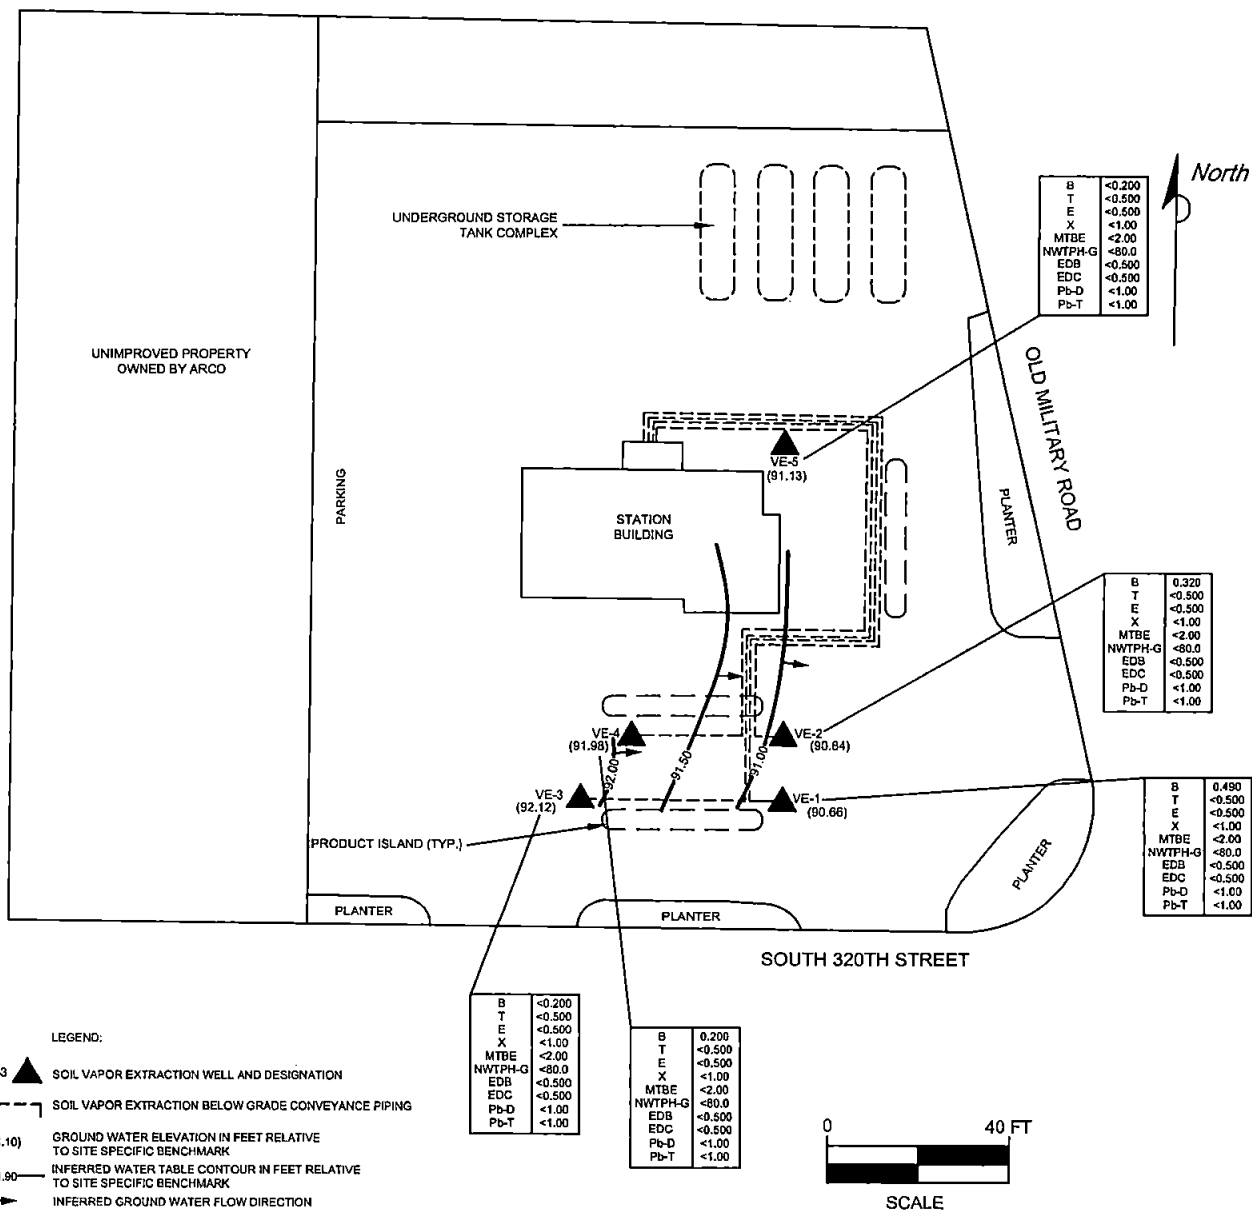 North
B <0.200
T <0.500
E <0.500
X <1.00
MTBE <2.00
NWTPH-G <80.0
EDB <0.500
EDC <0.500
Pb-D <1.00
Pb-T <1.00
UNDERGROUND STORAGE
TANK COMPLEX
UNIMPROVED PROPERTY
OWNED BY ARCO
OLD MILITARY ROAD
PARKING
VE-5
(91.13)
PLANTER
STATION
BUILDING
B 0.320
T <0.500
E <0.500
X <1.00
MTBE <2.00
NWTPH-G <80.0
EDB <0.500
EDC <0.500
Pb-D <1.00
Pb-T <1.00
VE-4
(91.98)
VE-2
(90.84)
92.00
91.50
91.00
VE-3
(92.12)
VE-1
(90.66)
B 0.490
T <0.500
E <0.500
X <1.00
MTBE <2.00
NWTPH-G <80.0
EDB <0.500
EDC <0.500
Pb-D <1.00
Pb-T <1.00
PRODUCT ISLAND (TYP.)
PLANTER
PLANTER
PLANTER
SOUTH 320TH STREET
B <0.200
T <0.500
E <0.500
X <1.00
MTBE <2.00
NWTPH-G <80.0
EDB <0.500
EDC <0.500
Pb-D <1.00
Pb-T <1.00
B 0.200
T <0.500
E <0.500
X <1.00
MTBE <2.00
NWTPH-G <80.0
EDB <0.500
EDC <0.500
Pb-D <1.00
Pb-T <1.00
LEGEND:
3 SOIL VAPOR EXTRACTION WELL AND DESIGNATION
SOIL VAPOR EXTRACTION BELOW GRADE CONVEYANCE PIPING
.10) GROUND WATER ELEVATION IN FEET RELATIVE
TO SITE SPECIFIC BENCHMARK
.90 INFERRED WATER TABLE CONTOUR IN FEET RELATIVE
TO SITE SPECIFIC BENCHMARK
INFERRED GROUND WATER FLOW DIRECTION
0 40 FT
SCALE